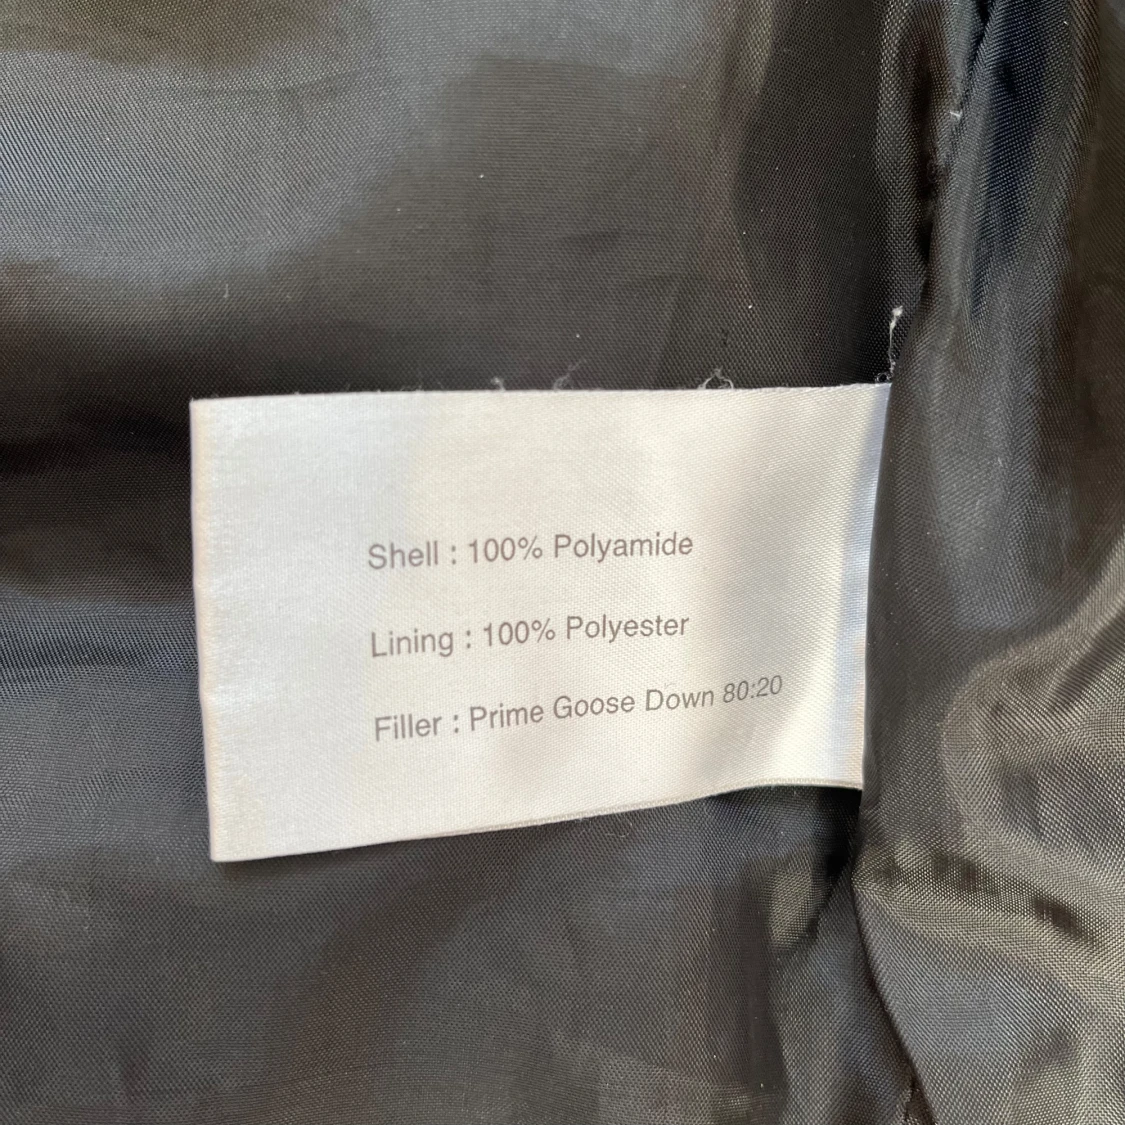 Shell : 100% Polyamide
Lining : 100% Polyester
Filler : Prime Goose Down 80:20